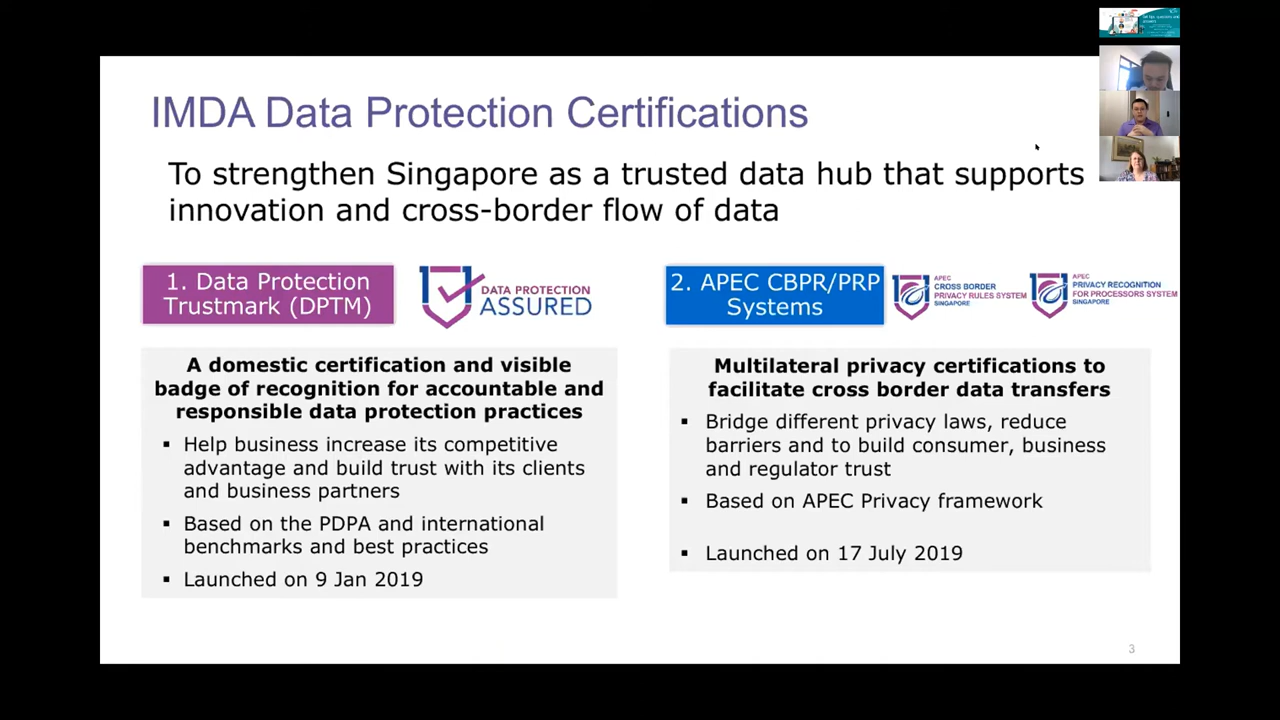 IMDA Data Protection Certifications
To strengthen Singapore as a trusted data hub that supports
innovation and cross-border flow of data
1. Data Protection
Trustmark (DPTM)
DATA PROTECTION
ASSURED
2. APEC CBPR/PRP
Systems
APEC
CROSS BORDER
PRIVACY RULES SYSTEM
SINGAPORE
APEC
PRIVACY RECOGNITION
FOR PROCESSORS SYSTEM
SINGAPORE
A domestic certification and visible
badge of recognition for accountable and
responsible data protection practices
▪ Help business increase its competitive
advantage and build trust with its clients
and business partners
▪ Based on the PDPA and international
benchmarks and best practices
▪ Launched on 9 Jan 2019
Multilateral privacy certifications to
facilitate cross border data transfers
▪ Bridge different privacy laws, reduce
barriers and to build consumer, business
and regulator trust
▪ Based on APEC Privacy framework
▪ Launched on 17 July 2019
3